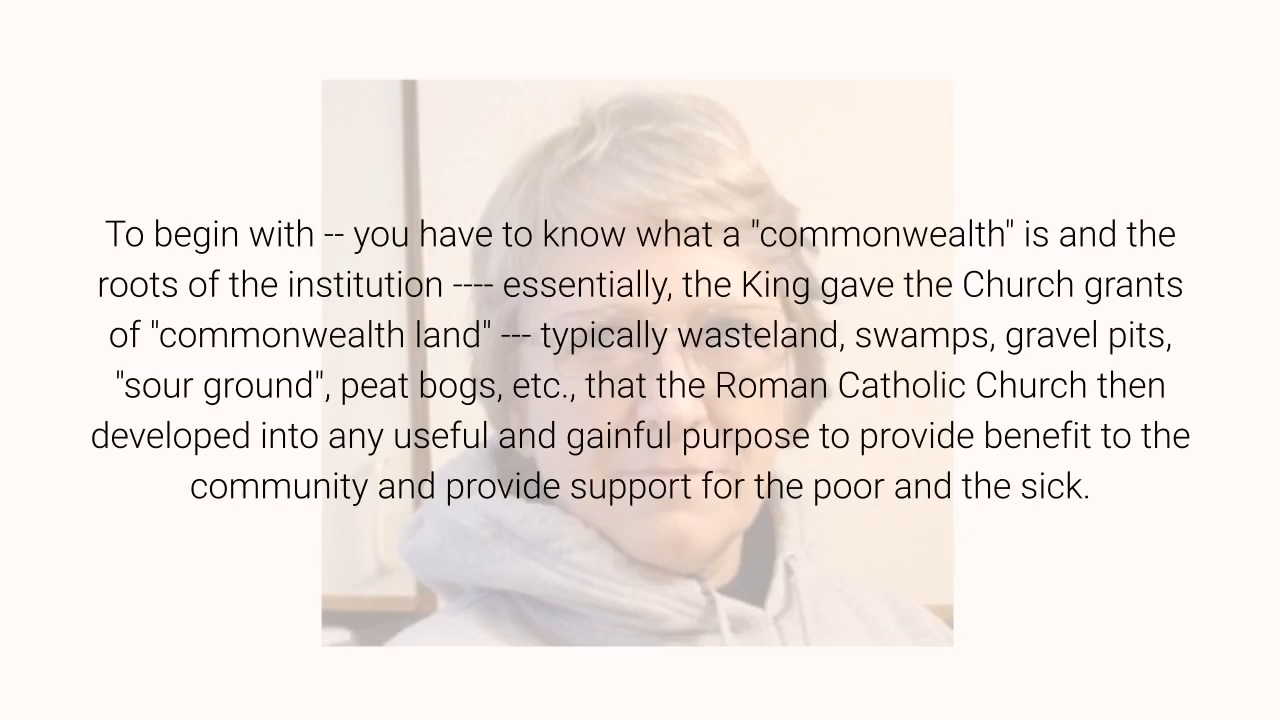 To begin with -- you have to know what a "commonwealth" is and the
roots of the institution ---- essentially, the King gave the Church grants
of "commonwealth land" --- typically wasteland, swamps, gravel pits,
"sour ground", peat bogs, etc., that the Roman Catholic Church then
developed into any useful and gainful purpose to provide benefit to the
community and provide support for the poor and the sick.